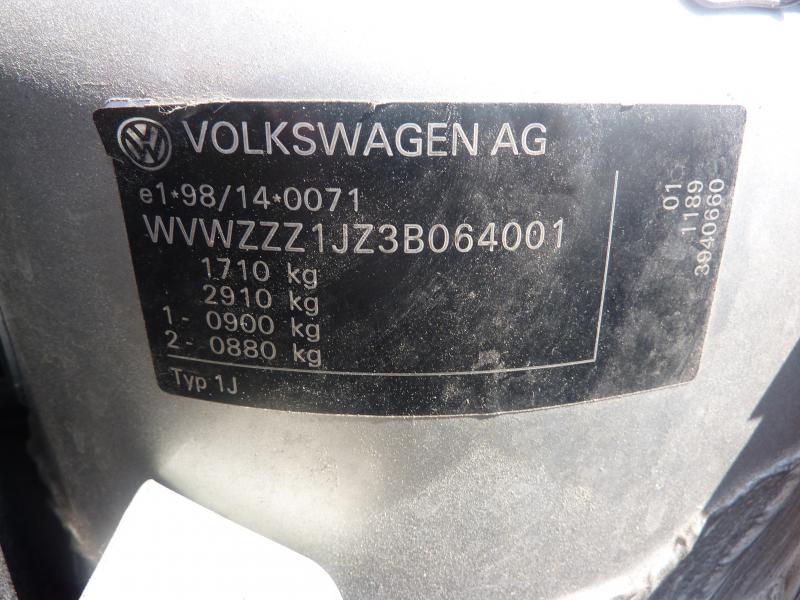 VOLKSWAGEN AG
e1*98/14*0071
WVWZZZ1JZ3B064001
1710 kg
2910 kg
1- 0900 kg
2- 0880 kg
Typ 1J
01
1189
3940660